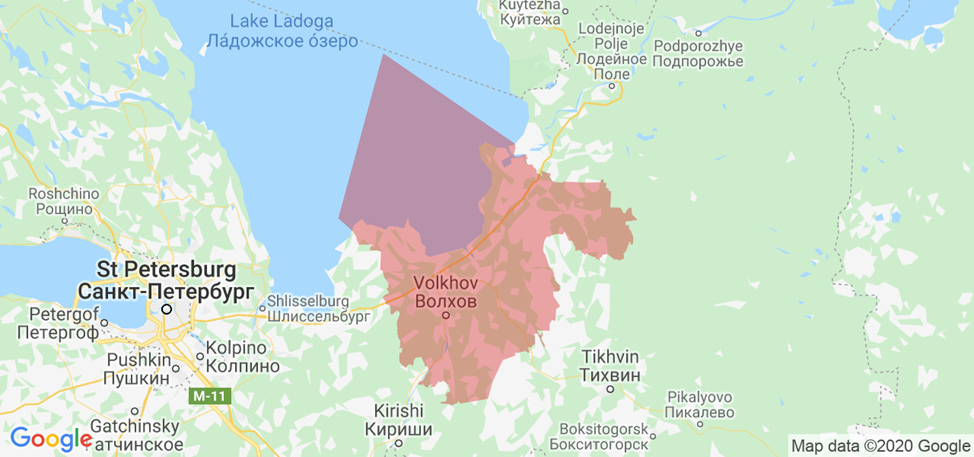 Kuytezha
Куйтежа
Lake Ladoga
Ла́дожское о́зеро
Lodejnoje
Polje
Лодейное
Поле
Podporozhye
Подпорожье
Roshchino
Рощино
St Petersburg
Санкт-Петербург
Volkhov
Волхов
Shlisselburg
Шлиссельбург
Petergof
Петергоф
Kolpino
Колпино
Pushkin
Пушкин
Tikhvin
Тихвин
M-11
Pikalyovo
Пикалево
Kirishi
Кириши
Gatchinsky
Гатчинское
Boksitogorsk
Бокситогорск
Google
Map data ©2020 Google